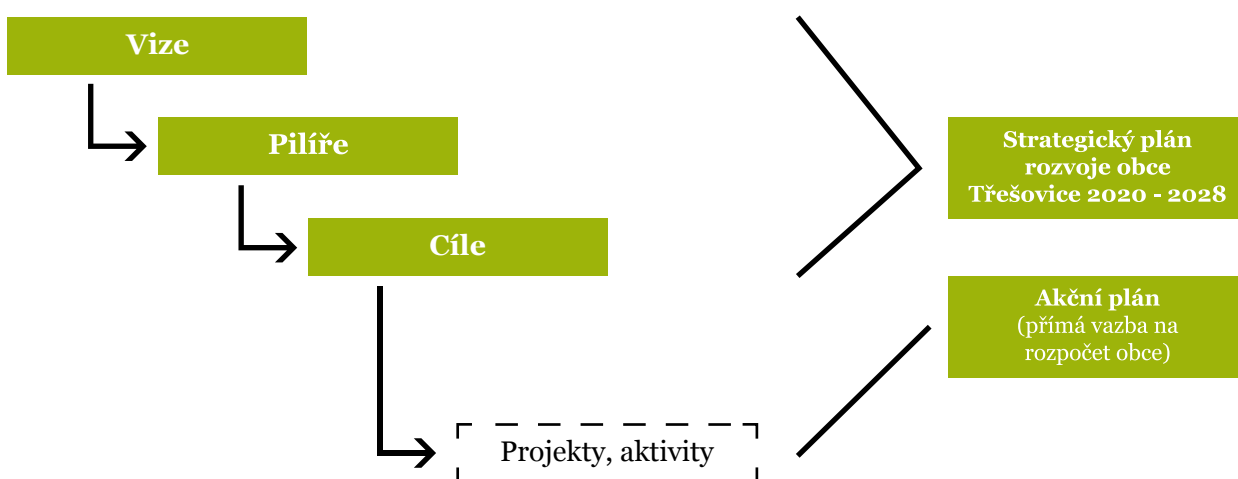 Vize
Pilíře
Cíle
Projekty, aktivity
Strategický plán
rozvoje obce
Třešovice 2020 - 2028
Akční plán
(přímá vazba na
rozpočet obce)